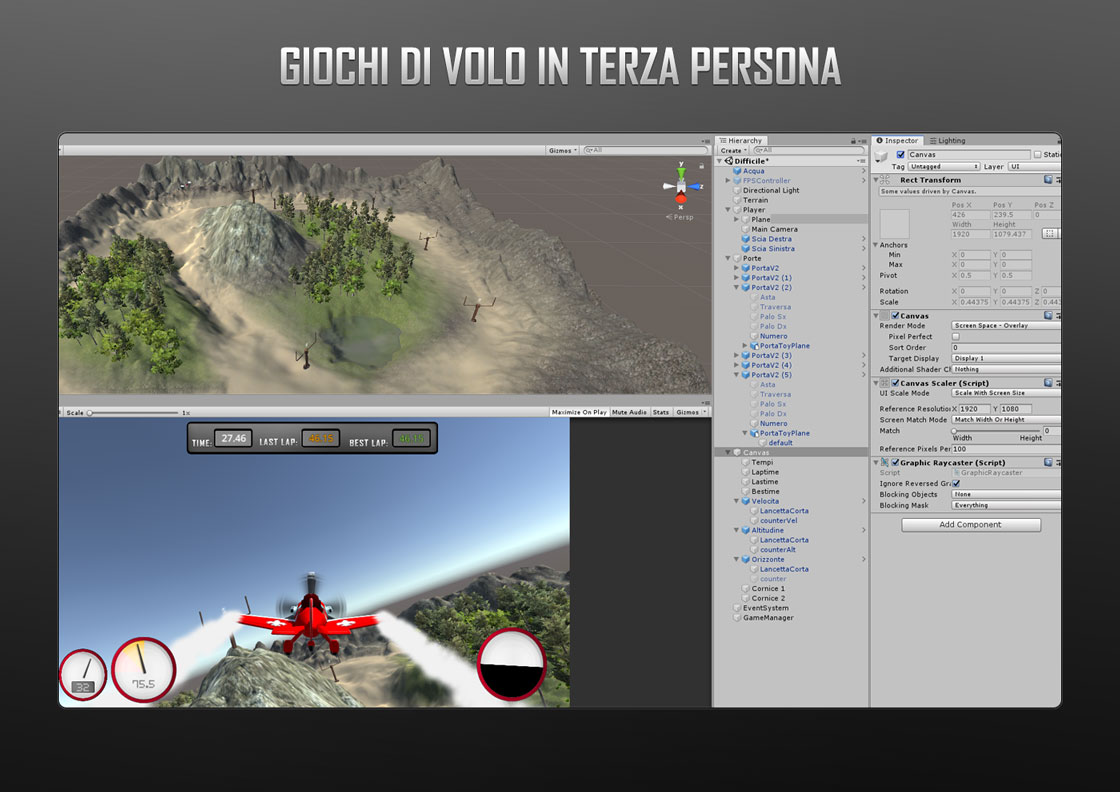 GIOCHI DI VOLO IN TERZA PERSONA
Gizmos
All
y
z
x
Persp
Scale
1x
Maximize On Play
Mute Audio
Stats
Gizmos
TIME: 27.46 LAST LAP: 46.15 BEST LAP: 46.15
32
75.5
Hierarchy
Create
All
Difficile*
Acqua
FPSController
Directional Light
Terrain
Player
Plane
Main Camera
Scia Destra
Scia Sinistra
Porte
PortaV2
PortaV2 (1)
PortaV2 (2)
Asta
Traversa
Palo Sx
Palo Dx
Numero
PortaToyPlane
PortaV2 (3)
PortaV2 (4)
PortaV2 (5)
Asta
Traversa
Palo Sx
Palo Dx
Numero
PortaToyPlane
default
Canvas
Tempi
Laptime
Lastime
Bestime
Velocita
LancettaCorta
counterVel
Altitudine
LancettaCorta
counterAlt
Orizzonte
LancettaCorta
counter
Cornice 1
Cornice 2
EventSystem
GameManager
Inspector Lighting
Canvas Stati
Tag Untagged Layer UI
Rect Transform
Some values driven by Canvas.
Pos X Pos Y Pos Z
426 239.5 0
Width Height
1920 1079.437
Anchors
Min X 0 Y 0
Max X 0 Y 0
Pivot X 0.5 Y 0.5
Rotation X 0 Y 0 Z 0
Scale X 0.44375 Y 0.44375 Z 0.443
Canvas
Render Mode Screen Space - Overlay
Pixel Perfect
Sort Order 0
Target Display Display 1
Additional Shader Ch Nothing
Canvas Scaler (Script)
UI Scale Mode Scale With Screen Size
Reference Resolutio X 1920 Y 1080
Screen Match Mode Match Width Or Height
Match 0
Width Height
Reference Pixels Per 100
Graphic Raycaster (Script)
Script GraphicRaycaster
Ignore Reversed Gra
Blocking Objects None
Blocking Mask Everything
Add Component